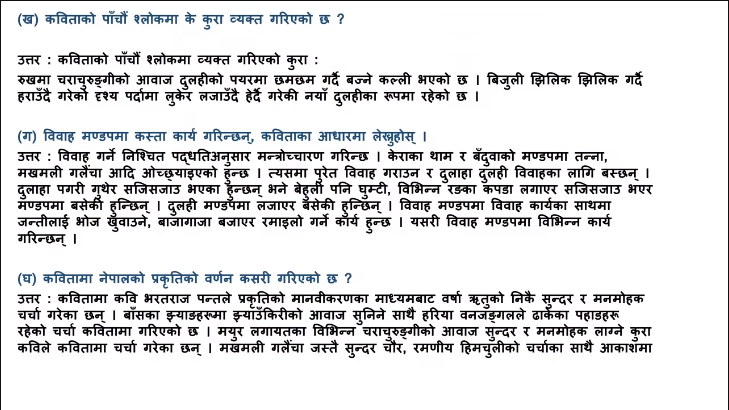 (ख) कविताको पाँचौं श्लोकमा के कुरा व्यक्त गरिएको छ ?
उत्तर : कविताको पाँचौं श्लोकमा व्यक्त गरिएको कुरा :
रुखमा चराचुरुङ्गीको आवाज दुलहीको पयरमा छमछम गर्दै बज्ने कल्ली भएको छ । बिजुली झिलिक झिलिक गर्दै
हराउँदै गरेको दृश्य पर्दामा लुकेर लजाउँदै हेर्दै गरेकी नयाँ दुलहीका रूपमा रहेको छ ।
(ग) विवाह मण्डपमा कस्ता कार्य गरिन्छन्, कविताका आधारमा लेख्नुहोस् ।
उत्तर : विवाह गर्ने निश्चित पद्धतिअनुसार मन्त्रोच्चारण गरिन्छ । केराका थाम र बँदुवाको मण्डपमा तन्ना,
मखमली गलैंचा आदि ओच्छ्याइएको हुन्छ । त्यसमा पुरेत विवाह गराउन र दुलाहा दुलही विवाहका लागि बस्छन् ।
दुलाहा पगरी गुथेर सजिसजाउ भएका हुन्छन् भने बेहुली पनि घुम्टी, विभिन्न रङका कपडा लगाएर सजिसजाउ भएर
मण्डपमा बसेकी हुन्छिन् । दुलही मण्डपमा लजाएर बसेकी हुन्छिन् । विवाह मण्डपमा विवाह कार्यका साथमा
जन्तीलाई भोज खुवाउने, बाजागाजा बजाएर रमाइलो गर्ने कार्य हुन्छ । यसरी विवाह मण्डपमा विभिन्न कार्य
गरिन्छन् ।
(घ) कवितामा नेपालको प्रकृतिको वर्णन कसरी गरिएको छ ?
उत्तर : कवितामा कवि भरतराज पन्तले प्रकृतिको मानवीकरणका माध्यमबाट वर्षा ऋतुको निकै सुन्दर र मनमोहक
चर्चा गरेका छन् । बाँसका झ्याङहरूमा झ्याउँकिरीको आवाज सुनिने साथै हरिया वनजङ्गलले ढाकेका पहाडहरू
रहेको चर्चा कवितामा गरिएको छ । मयुर लगायतका विभिन्न चराचुरुङ्गीको आवाज सुन्दर र मनमोहक लाग्ने कुरा
कविले कवितामा चर्चा गरेका छन् । मखमली गलैंचा जस्तै सुन्दर चौर, रमणीय हिमचुलीको चर्चाका साथै आकाशमा